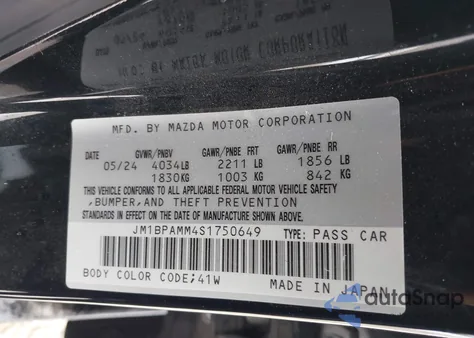 MFD. BY MAZDA MOTOR CORPORATION
GVWR/PNBV GAWR/PNBE FR GAWR/PNBE RR
05/24 4034LB 2211 LB 1856 LB
1830KG 1003 KG 842 KG
THIS VEHICLE CONFORMS TO ALL APPLICABLE FEDERAL MOTOR VEHICLE SAFETY,
,BUMPER,AND THEFT PREVENTION
STANDARDS IN EFFECT ON THE DATE OF MANUFACTURE SHOWN ABOVE.
JM1BPAMM4S1750649 TYPE: PASS CAR
BODY COLOR CODE;41W MADE IN JAPAN
autoSnap